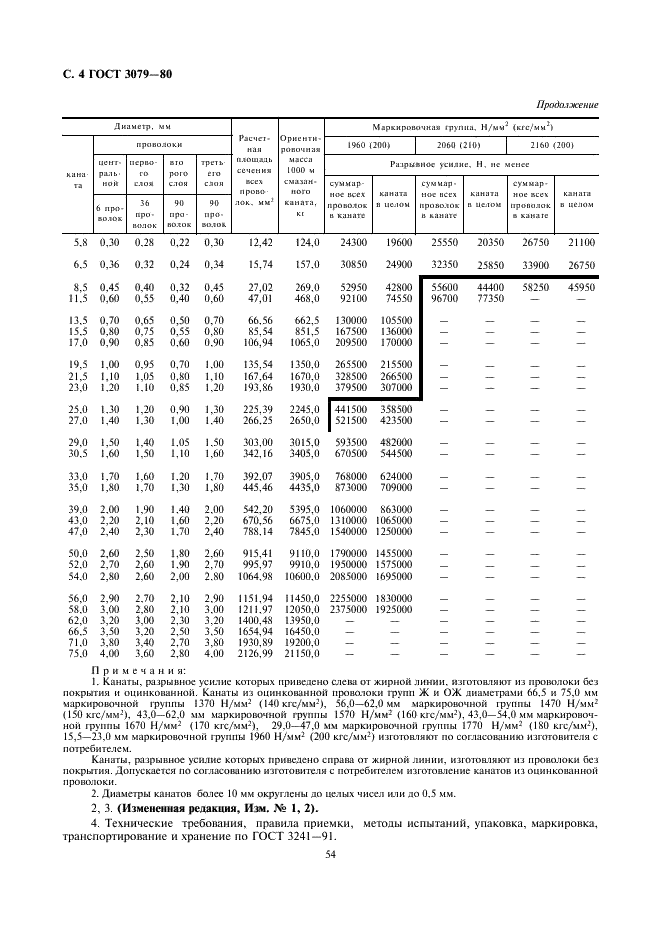 С. 4 ГОСТ 3079—80
Продолжение
Диаметр, мм
Расчетная площадь сечения всех проволок, мм²
Ориентировочная масса 1000 м смазанного каната, кг
Маркировочная группа, Н/мм² (кгс/мм²)
каната
проволоки
1960 (200) 2060 (210) 2160 (200)
центральной
перво-го слоя
вто рого слоя
третьего слоя
Разрывное усилие, Н, не менее
6 проволок
36 проволок
90 проволок
90 проволок
суммарное всех проволок в канате
каната в целом
суммарное всех проволок в канате
каната в целом
суммарное всех проволок в канате
каната в целом
5,8 0,30 0,28 0,22 0,30 12,42 124,0 24300 19600 25550 20350 26750 21100
6,5 0,36 0,32 0,24 0,34 15,74 157,0 30850 24900 32350 25850 33900 26750
8,5 0,45 0,40 0,32 0,45 27,02 269,0 52950 42800 55600 44400 58250 45950
11,5 0,60 0,55 0,40 0,60 47,01 468,0 92100 74550 96700 77350 — —
13,5 0,70 0,65 0,50 0,70 66,56 662,5 130000 105500 — — — —
15,5 0,80 0,75 0,55 0,80 85,54 851,5 167500 136000 — — — —
17,0 0,90 0,85 0,60 0,90 106,94 1065,0 209500 170000 — — — —
19,5 1,00 0,95 0,70 1,00 135,54 1350,0 265500 215500 — — — —
21,5 1,10 1,05 0,80 1,10 167,64 1670,0 328500 266500 — — — —
23,0 1,20 1,10 0,85 1,20 193,86 1930,0 379500 307000 — — — —
25,0 1,30 1,20 0,90 1,30 225,39 2245,0 441500 358500 — — — —
27,0 1,40 1,30 1,00 1,40 266,25 2650,0 521500 423500 — — — —
29,0 1,50 1,40 1,05 1,50 303,00 3015,0 593500 482000 — — — —
30,5 1,60 1,50 1,10 1,60 342,16 3405,0 670500 544500 — — — —
33,0 1,70 1,60 1,20 1,70 392,07 3905,0 768000 624000 — — — —
35,0 1,80 1,70 1,30 1,80 445,46 4435,0 873000 709000 — — — —
39,0 2,00 1,90 1,40 2,00 542,20 5395,0 1060000 863000 — — — —
43,0 2,20 2,10 1,60 2,20 670,56 6675,0 1310000 1065000 — — — —
47,0 2,40 2,30 1,70 2,40 788,14 7845,0 1540000 1250000 — — — —
50,0 2,60 2,50 1,80 2,60 915,41 9110,0 1790000 1455000 — — — —
52,0 2,70 2,60 1,90 2,70 995,97 9910,0 1950000 1575000 — — — —
54,0 2,80 2,60 2,00 2,80 1064,98 10600,0 2085000 1695000 — — — —
56,0 2,90 2,70 2,10 2,90 1151,94 11450,0 2255000 1830000 — — — —
58,0 3,00 2,80 2,10 3,00 1211,97 12050,0 2375000 1925000 — — — —
62,0 3,20 3,00 2,30 3,20 1400,48 13950,0 — — — — — —
66,5 3,50 3,20 2,50 3,50 1654,94 16450,0 — — — — — —
71,0 3,80 3,40 2,70 3,80 1930,89 19200,0 — — — — — —
75,0 4,00 3,60 2,80 4,00 2126,99 21150,0 — — — — — —
Примечания:
1. Канаты, разрывное усилие которых приведено слева от жирной линии, изготовляют из проволоки без
покрытия и оцинкованной. Канаты из оцинкованной проволоки групп Ж и ОЖ диаметрами 66,5 и 75,0 мм
маркировочной группы 1370 Н/мм² (140 кгс/мм²), 56,0—62,0 мм маркировочной группы 1470 Н/мм²
(150 кгс/мм²), 43,0—62,0 мм маркировочной группы 1570 Н/мм² (160 кгс/мм²), 43,0—54,0 мм маркировоч-
ной группы 1670 Н/мм² (170 кгс/мм²), 29,0—47,0 мм маркировочной группы 1770 Н/мм² (180 кгс/мм²),
15,5—23,0 мм маркировочной группы 1960 Н/мм² (200 кгс/мм²) изготовляют по согласованию изготовителя с
потребителем.
Канаты, разрывное усилие которых приведено справа от жирной линии, изготовляют из проволоки без
покрытия. Допускается по согласованию изготовителя с потребителем изготовление канатов из оцинкованной
проволоки.
2. Диаметры канатов более 10 мм округлены до целых чисел или до 0,5 мм.
2, 3. (Измененная редакция, Изм. № 1, 2).
4. Технические требования, правила приемки, методы испытаний, упаковка, маркировка,
транспортирование и хранение по ГОСТ 3241—91.
54